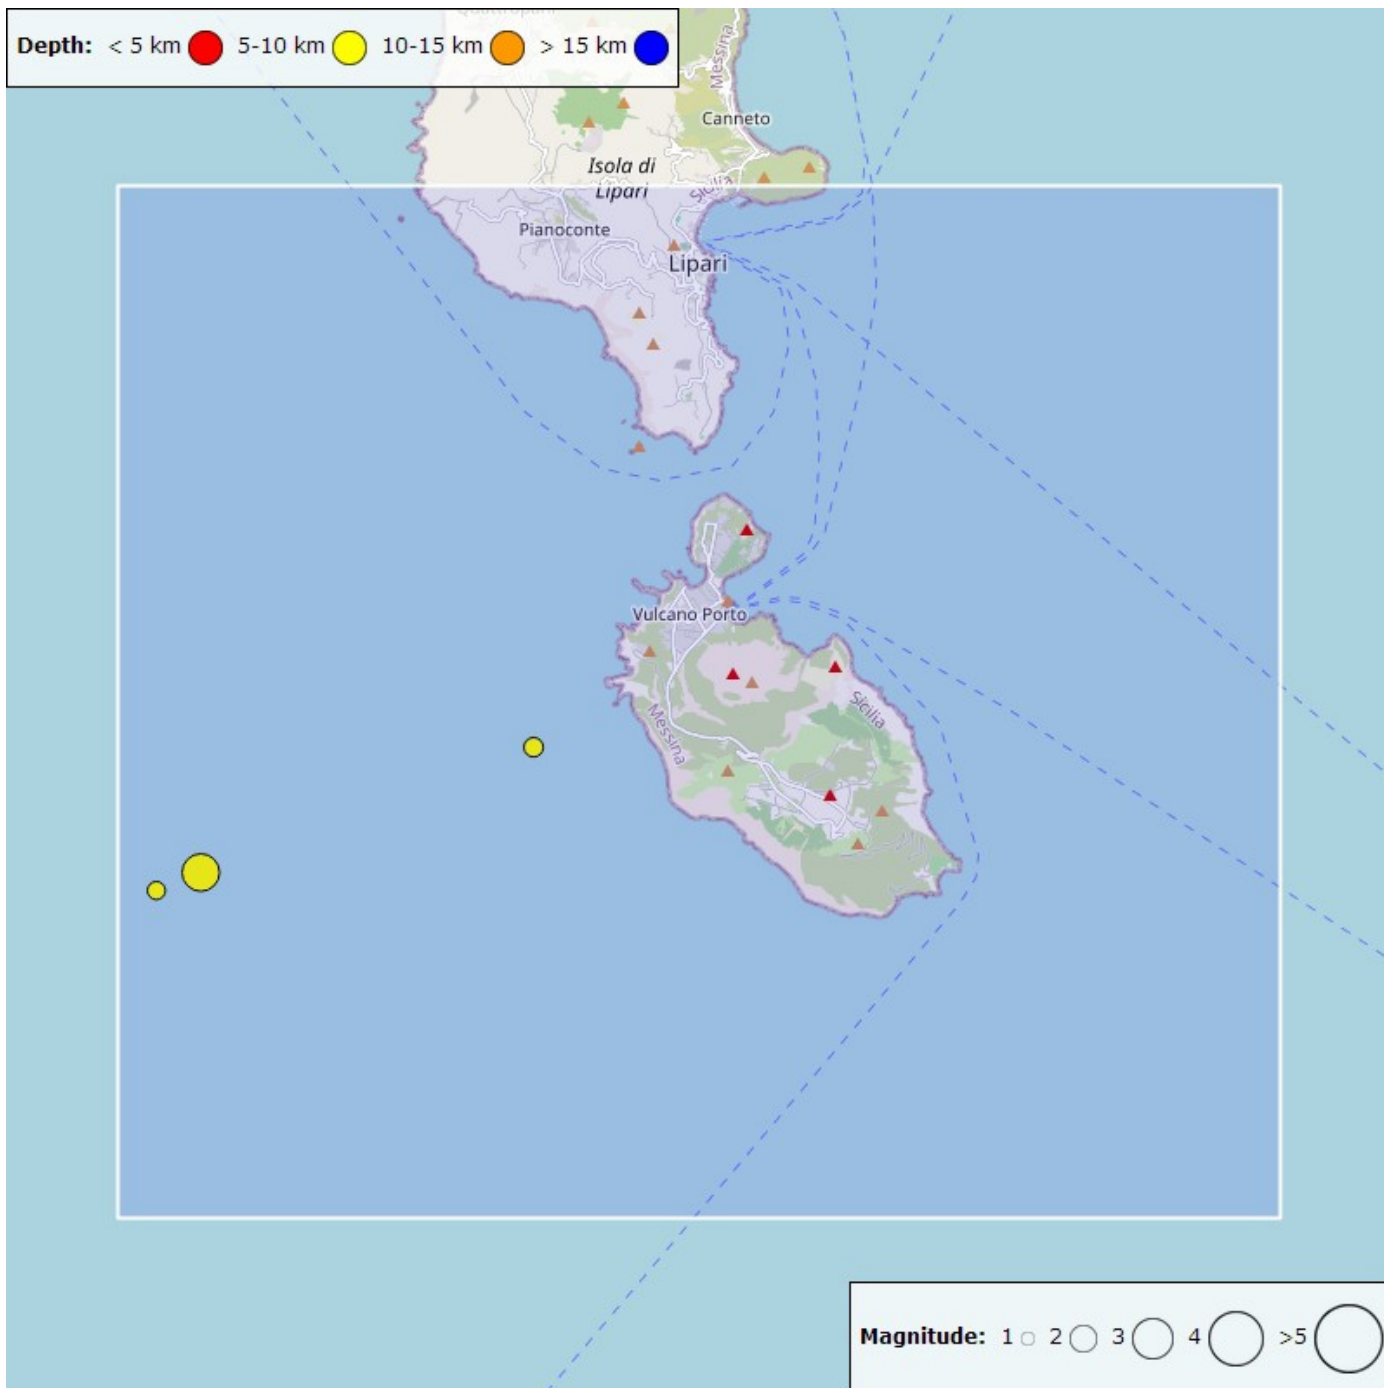 Depth: < 5 km 5-10 km 10-15 km > 15 km
Messina
Canneto
Isola di
Lipari
Sicilia
Pianoconte
Lipari
Vulcano Porto
Sicilia
Messina
Magnitude: 1 2 3 4 >5